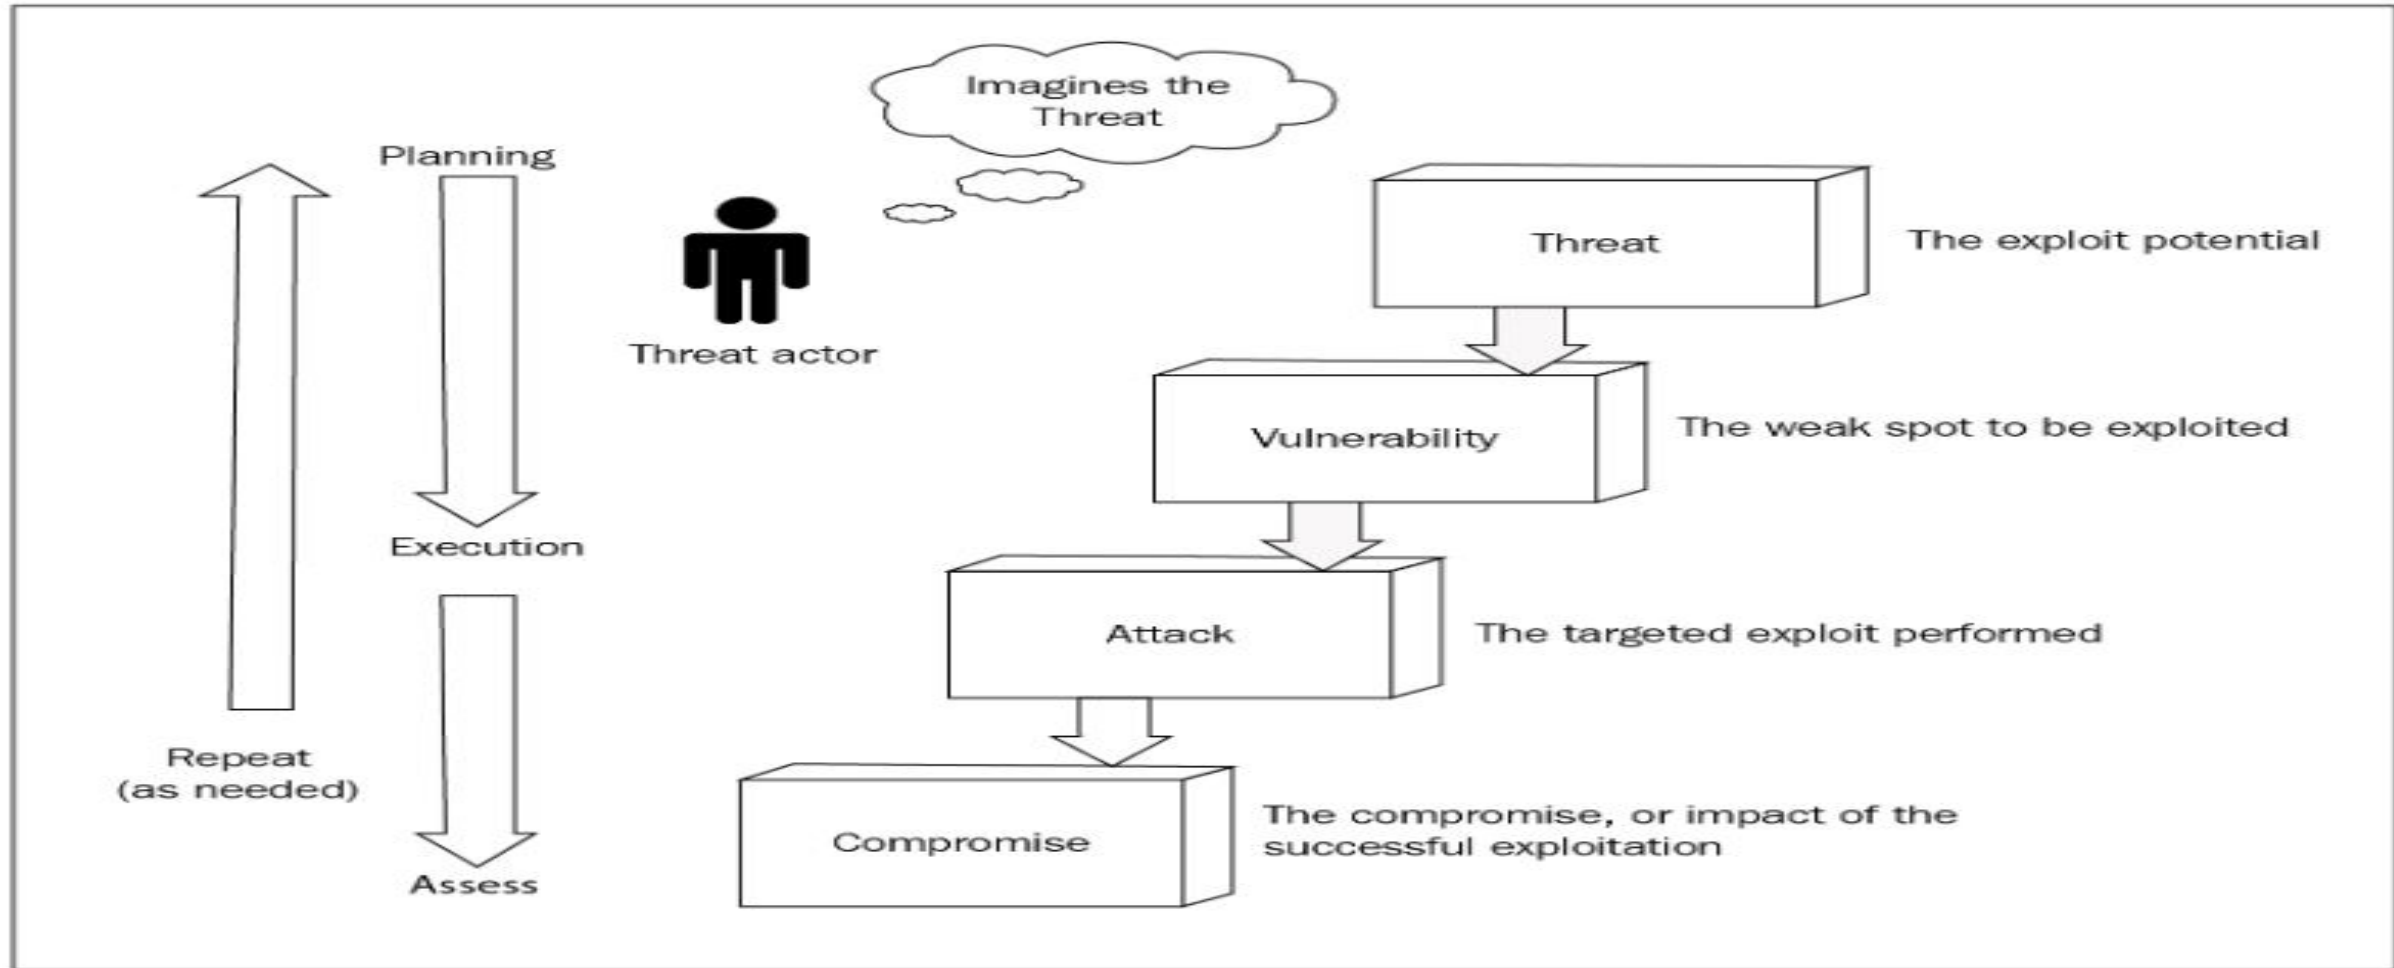 Imagines the
Threat
Planning
Threat
The exploit potential
Threat actor
Vulnerability
The weak spot to be exploited
Execution
Attack
The targeted exploit performed
Repeat
(as needed)
Compromise
The compromise, or impact of the
successful exploitation
Assess